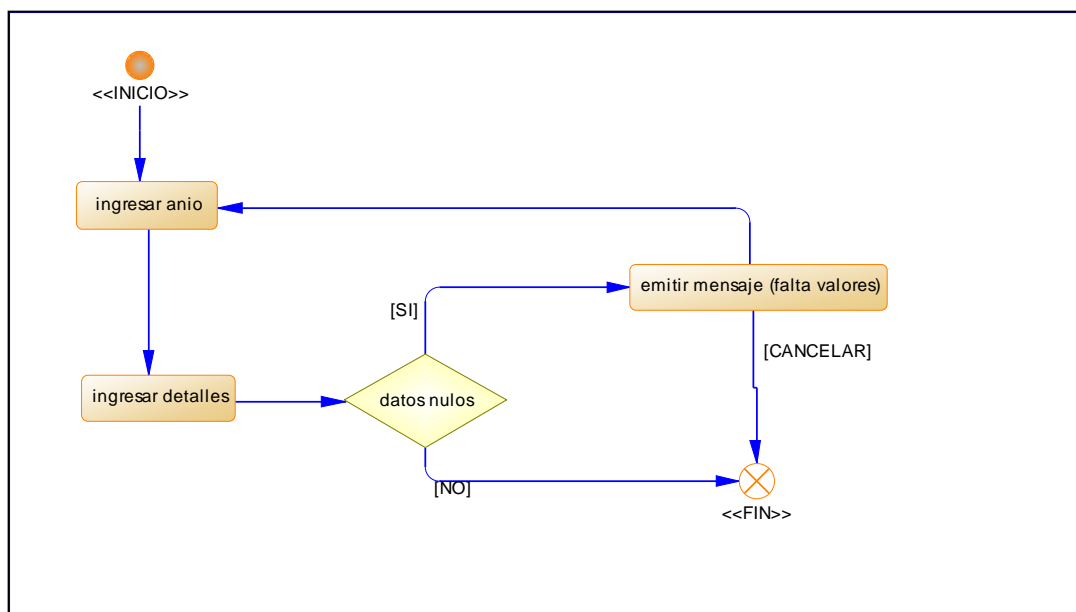 <<INICIO>>
ingresar anio
emitir mensaje (falta valores)
[SI]
[CANCELAR]
ingresar detalles
datos nulos
[NO]
<<FIN>>